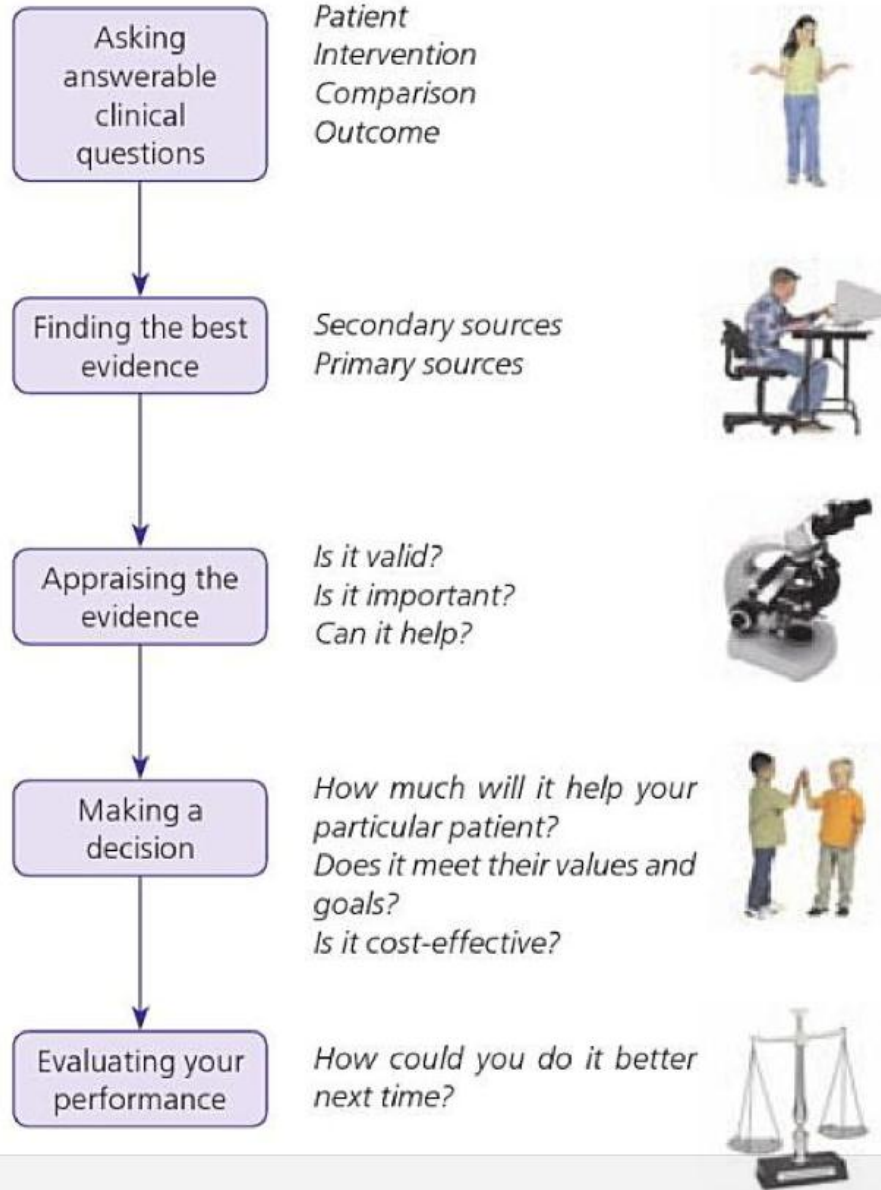 Asking
answerable
clinical
questions
Patient
Intervention
Comparison
Outcome
Finding the best
evidence
Secondary sources
Primary sources
Appraising the
evidence
Is it valid?
Is it important?
Can it help?
Making a
decision
How much will it help your
particular patient?
Does it meet their values and
goals?
Is it cost-effective?
Evaluating your
performance
How could you do it better
next time?